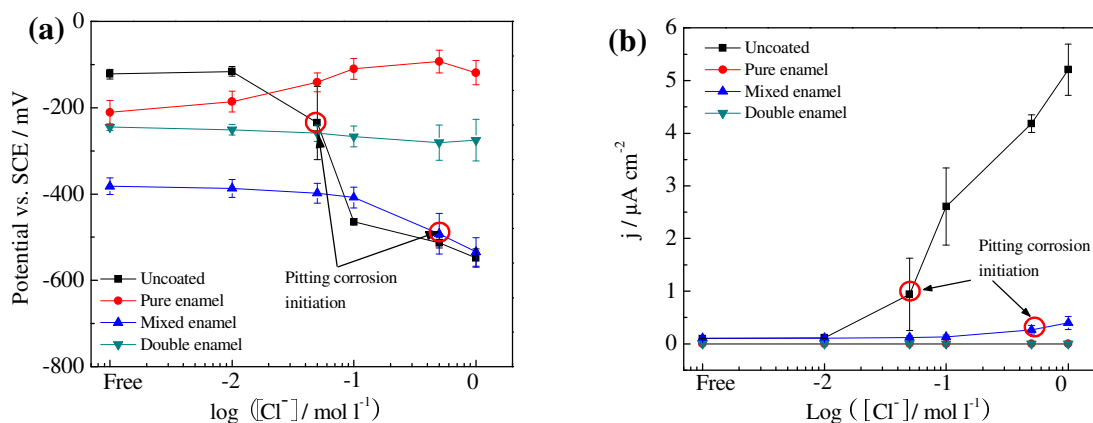 (a)
0
-200
-400
-600
-800
Potential vs. SCE / mV
Uncoated
Pure enamel
Mixed enamel
Double enamel
Pitting corrosion
initiation
Free
-2
-1
0
log ([Cl⁻]/ mol l⁻¹)
(b)
6
5
4
3
2
1
0
j / μA cm⁻²
Uncoated
Pure enamel
Mixed enamel
Double enamel
Pitting corrosion
initiation
Free
-2
-1
0
Log ([Cl⁻]/ mol l⁻¹)